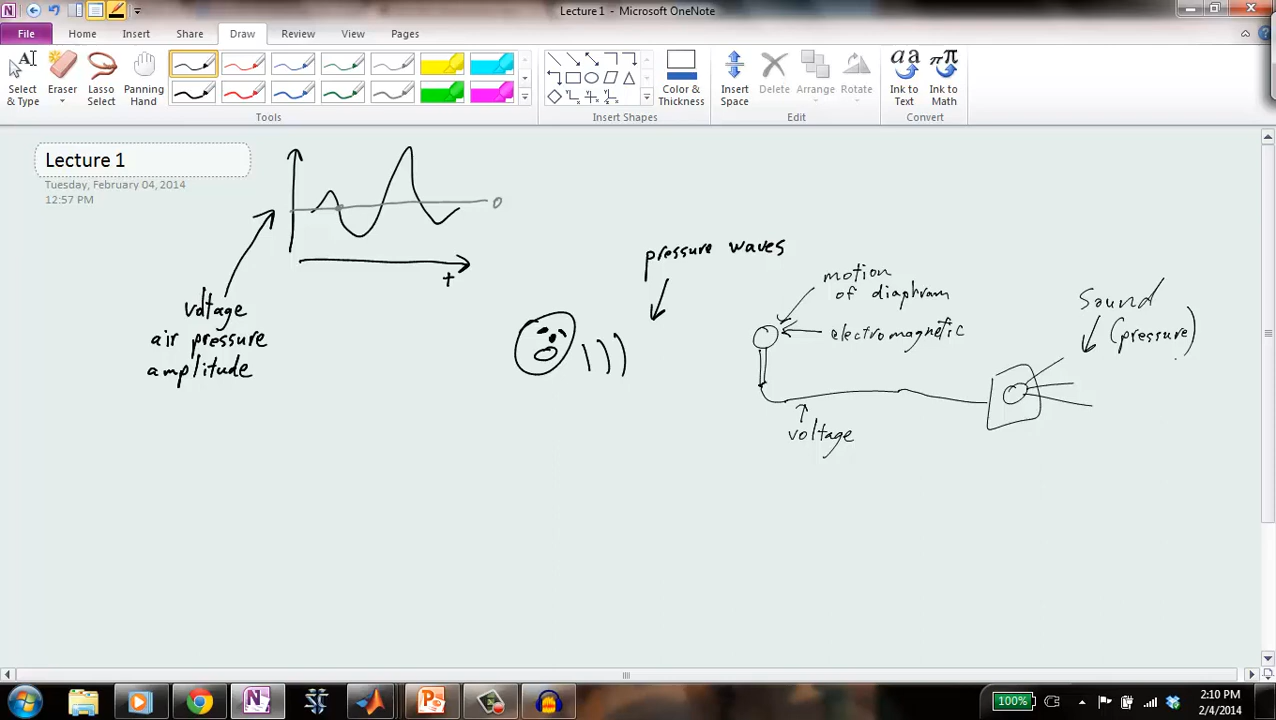 Lecture 1 - Microsoft OneNote
File Home Insert Share Draw Review View Pages
Select & Type
Eraser
Lasso Select
Panning Hand
Color & Thickness
Insert Space
Delete
Arrange
Rotate
Ink to Text
Ink to Math
Tools
Insert Shapes
Edit
Convert
Lecture 1
Tuesday, February 04, 2014
12:57 PM
0
t
voltage
air pressure
amplitude
pressure waves
motion
of diaphram
electromagnetic
voltage
Sound
(pressure)
100%
2:10 PM
2/4/2014